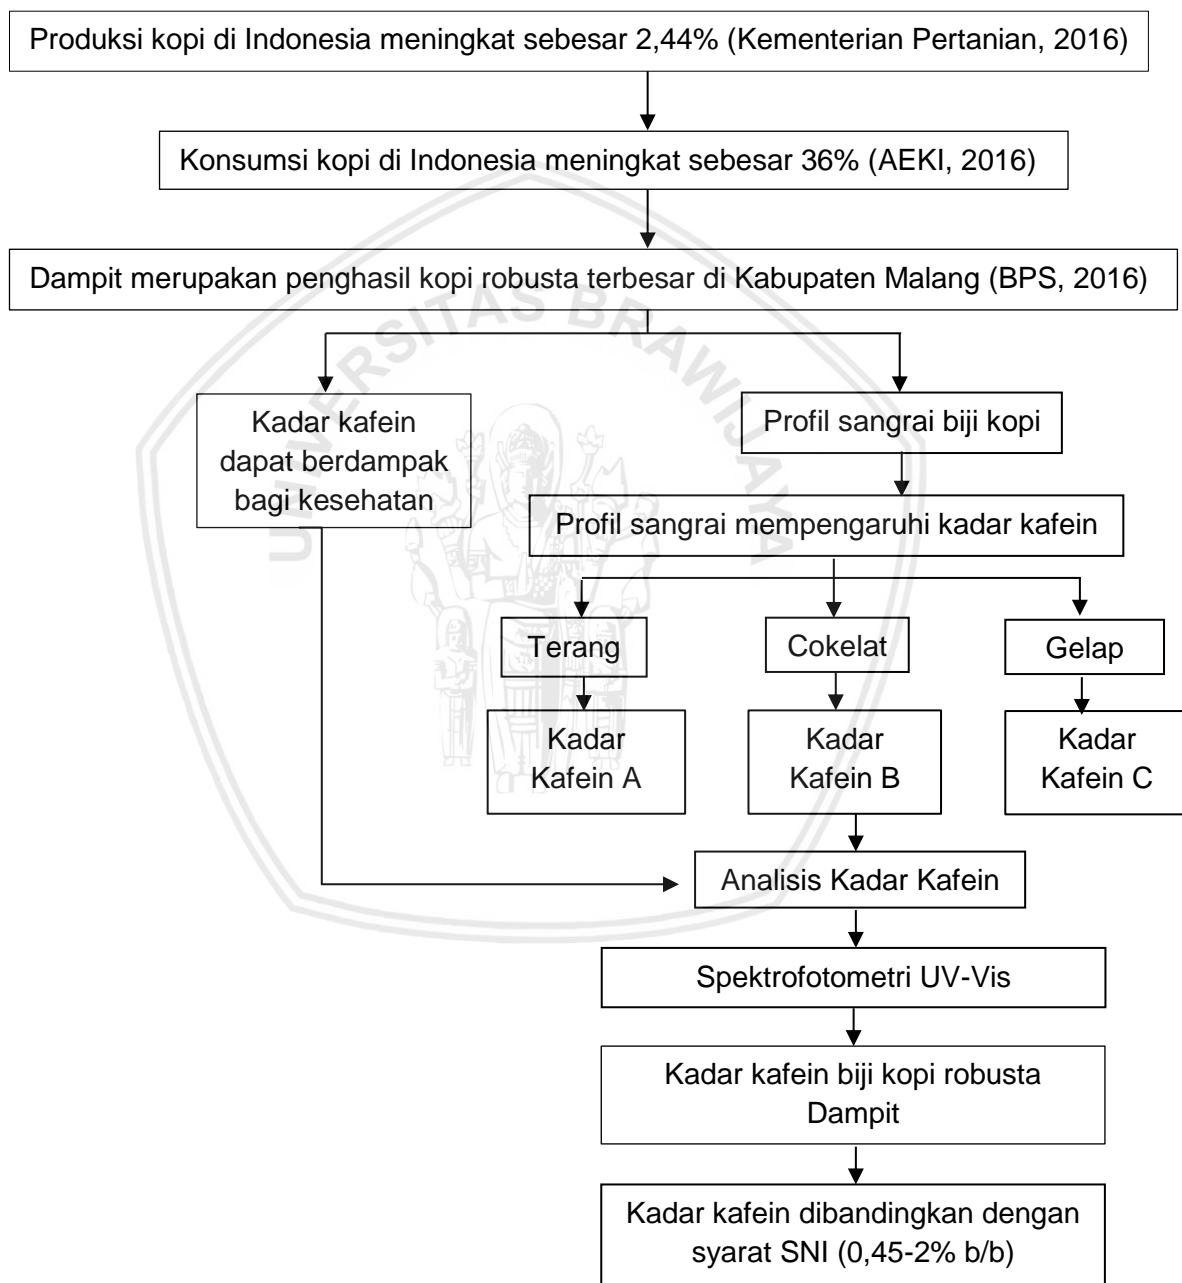 Produksi kopi di Indonesia meningkat sebesar 2,44% (Kementerian Pertanian, 2016)
Konsumsi kopi di Indonesia meningkat sebesar 36% (AEKI, 2016)
Dampit merupakan penghasil kopi robusta terbesar di Kabupaten Malang (BPS, 2016)
UNIVERSITAS BRAWIJAYA
Kadar kafein
dapat berdampak
bagi kesehatan
Profil sangrai biji kopi
Profil sangrai mempengaruhi kadar kafein
Terang
Cokelat
Gelap
Kadar
Kafein A
Kadar
Kafein B
Kadar
Kafein C
Analisis Kadar Kafein
Spektrofotometri UV-Vis
Kadar kafein biji kopi robusta
Dampit
Kadar kafein dibandingkan dengan
syarat SNI (0,45-2% b/b)